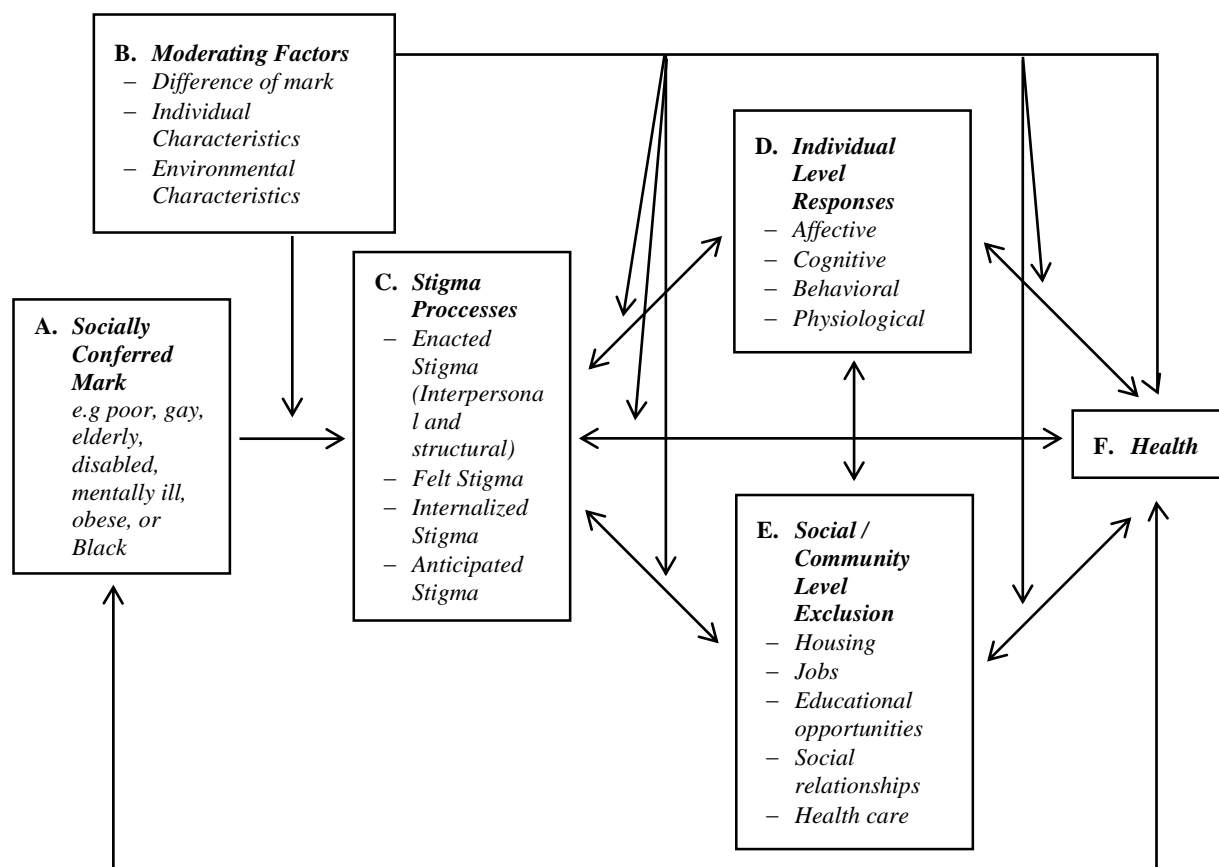 B. Moderating Factors
– Difference of mark
– Individual
Characteristics
– Environmental
Characteristics
D. Individual
Level
Responses
– Affective
– Cognitive
– Behavioral
– Physiological
C. Stigma
Proccesses
– Enacted
Stigma
(Interpersona
l and
structural)
– Felt Stigma
– Internalized
Stigma
– Anticipated
Stigma
A. Socially
Conferred
Mark
e.g poor, gay,
elderly,
disabled,
mentally ill,
obese, or
Black
F. Health
E. Social /
Community
Level
Exclusion
– Housing
– Jobs
– Educational
opportunities
– Social
relationships
– Health care